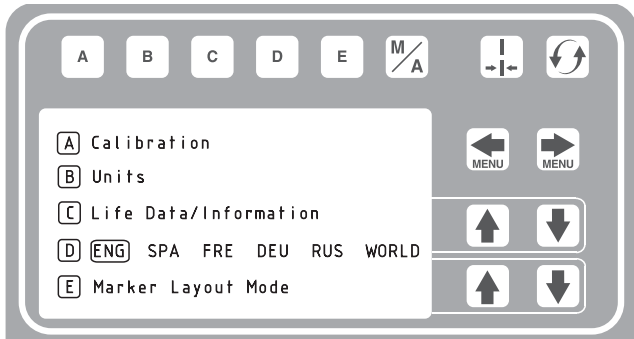 A B C D E M/A
A Calibration
B Units
MENU MENU
C Life Data/Information
D ENG SPA FRE DEU RUS WORLD
E Marker Layout Mode